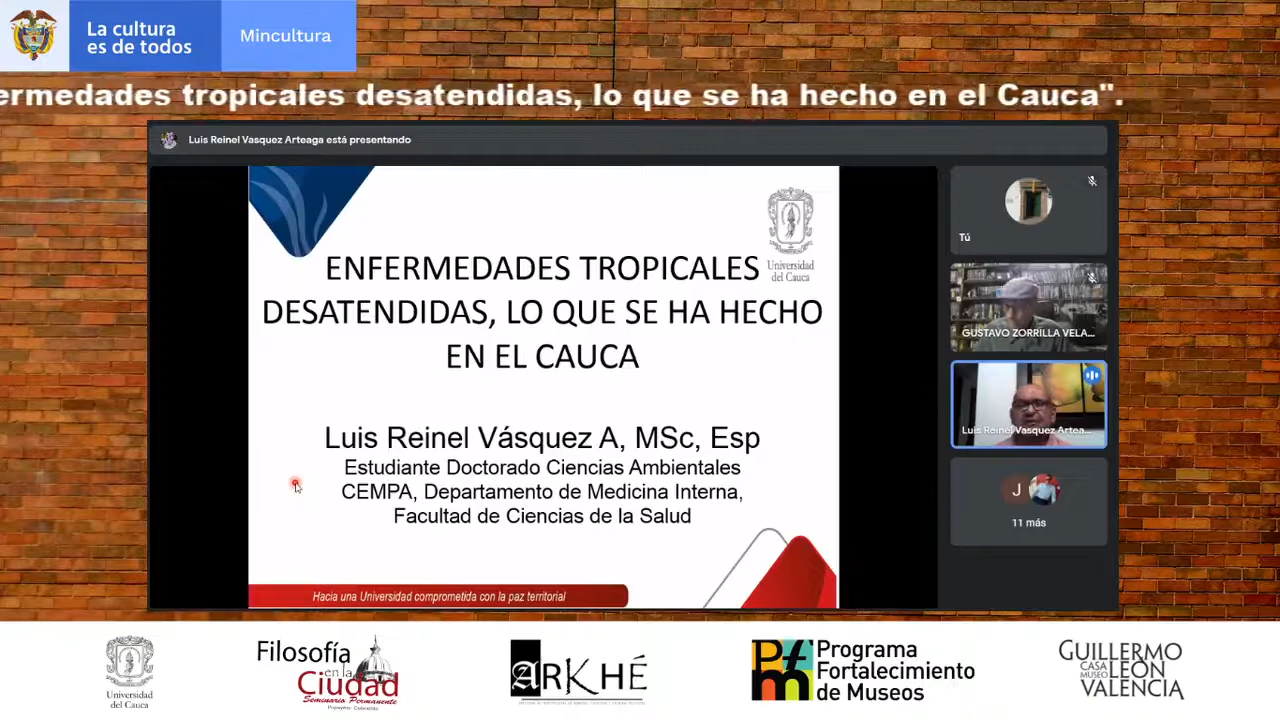 La cultura
es de todos
Mincultura
ermedades tropicales desatendidas, lo que se ha hecho en el Cauca".
Luis Reinel Vasquez Arteaga está presentando
Universidad
del Cauca
ENFERMEDADES TROPICALES
DESATENDIDAS, LO QUE SE HA HECHO
EN EL CAUCA
Luis Reinel Vásquez A, MSc, Esp
Estudiante Doctorado Ciencias Ambientales
CEMPA, Departamento de Medicina Interna,
Facultad de Ciencias de la Salud
Hacia una Universidad comprometida con la paz territorial
Tú
GUSTAVO ZORRILLA VELA...
Luis Reinel Vasquez Artea...
J
11 más
Universidad
del Cauca
Filosofía
en la
Ciudad
Seminario Permanente
ARKHÉ
Pfm
Programa
Fortalecimiento
de Museos
GUILLERMO
CASA MUSEO LEÓN
VALENCIA